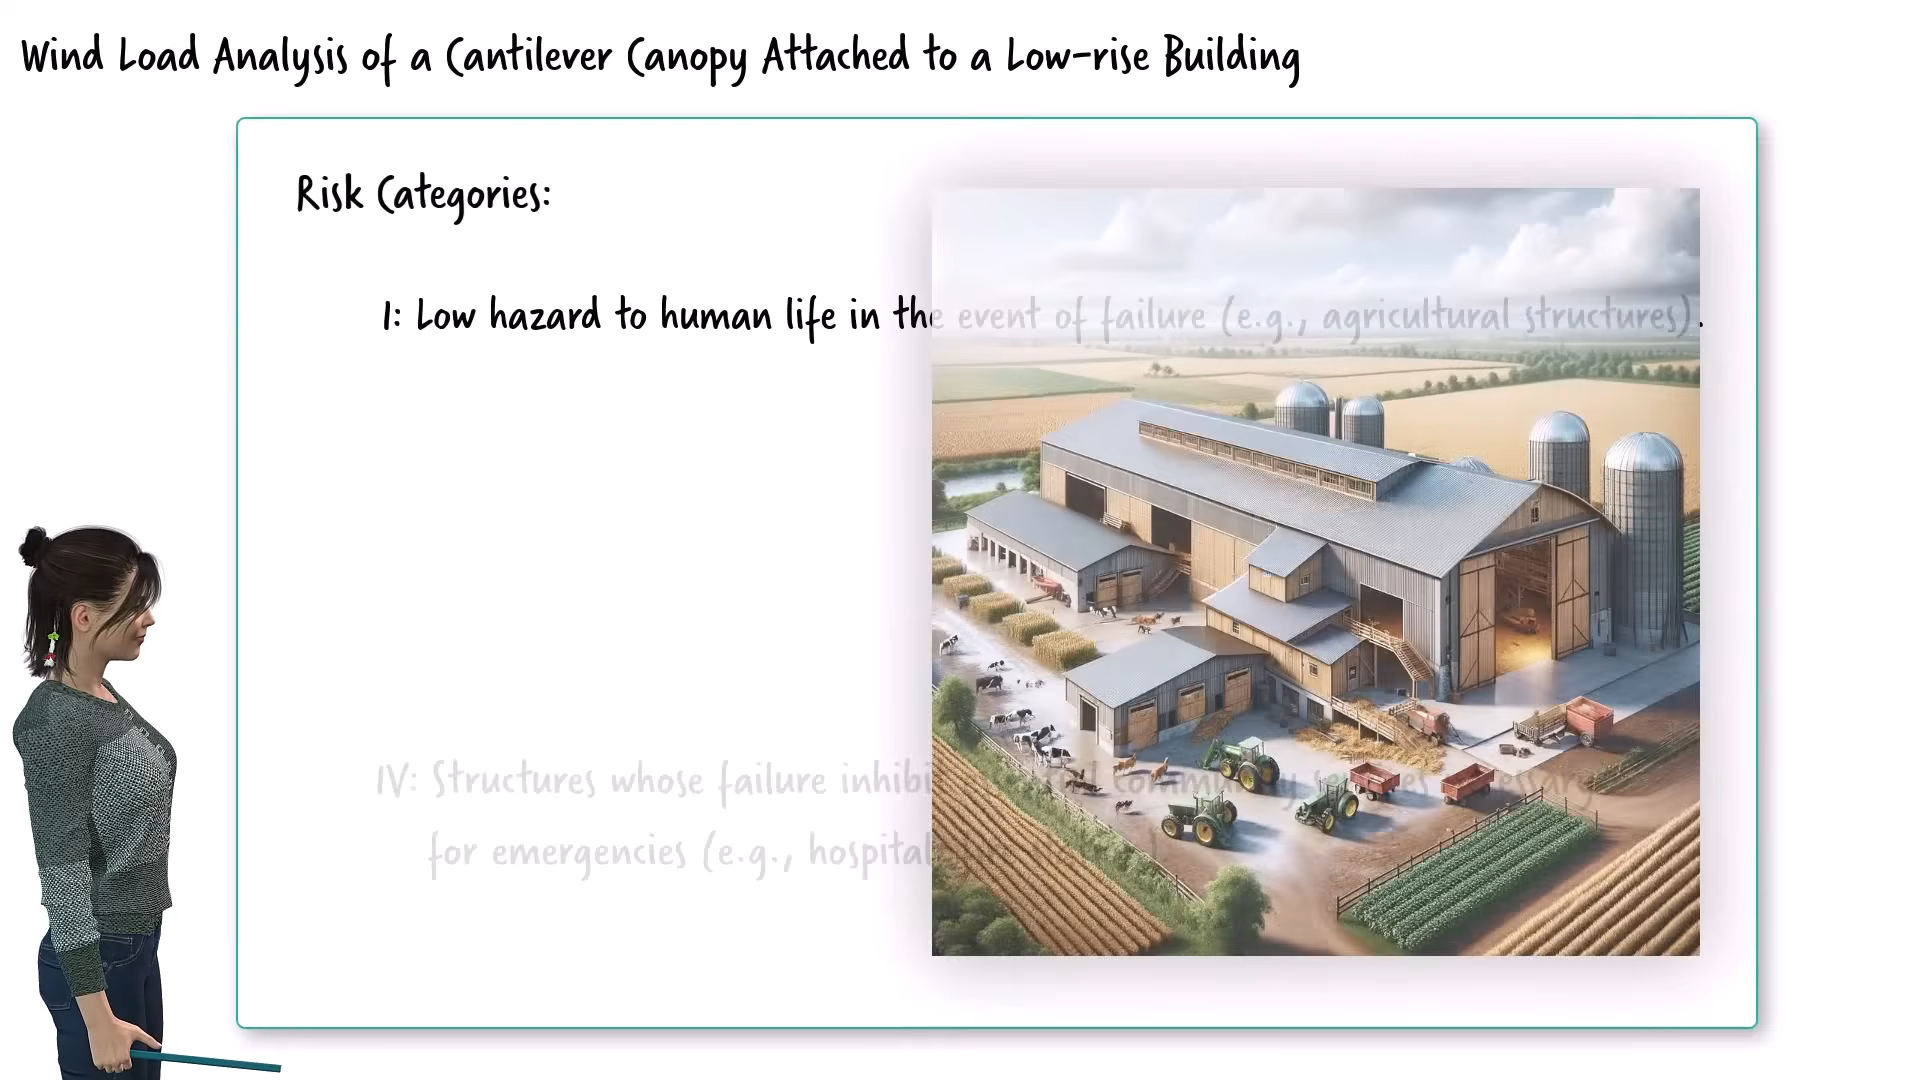 Wind Load Analysis of a Cantilever Canopy Attached to a Low-rise Building
Risk Categories:
I: Low hazard to human life in the event of failure (e.g., agricultural structures).
IV: Structures whose failure inhibi community
for emergencies (e.g., hospital